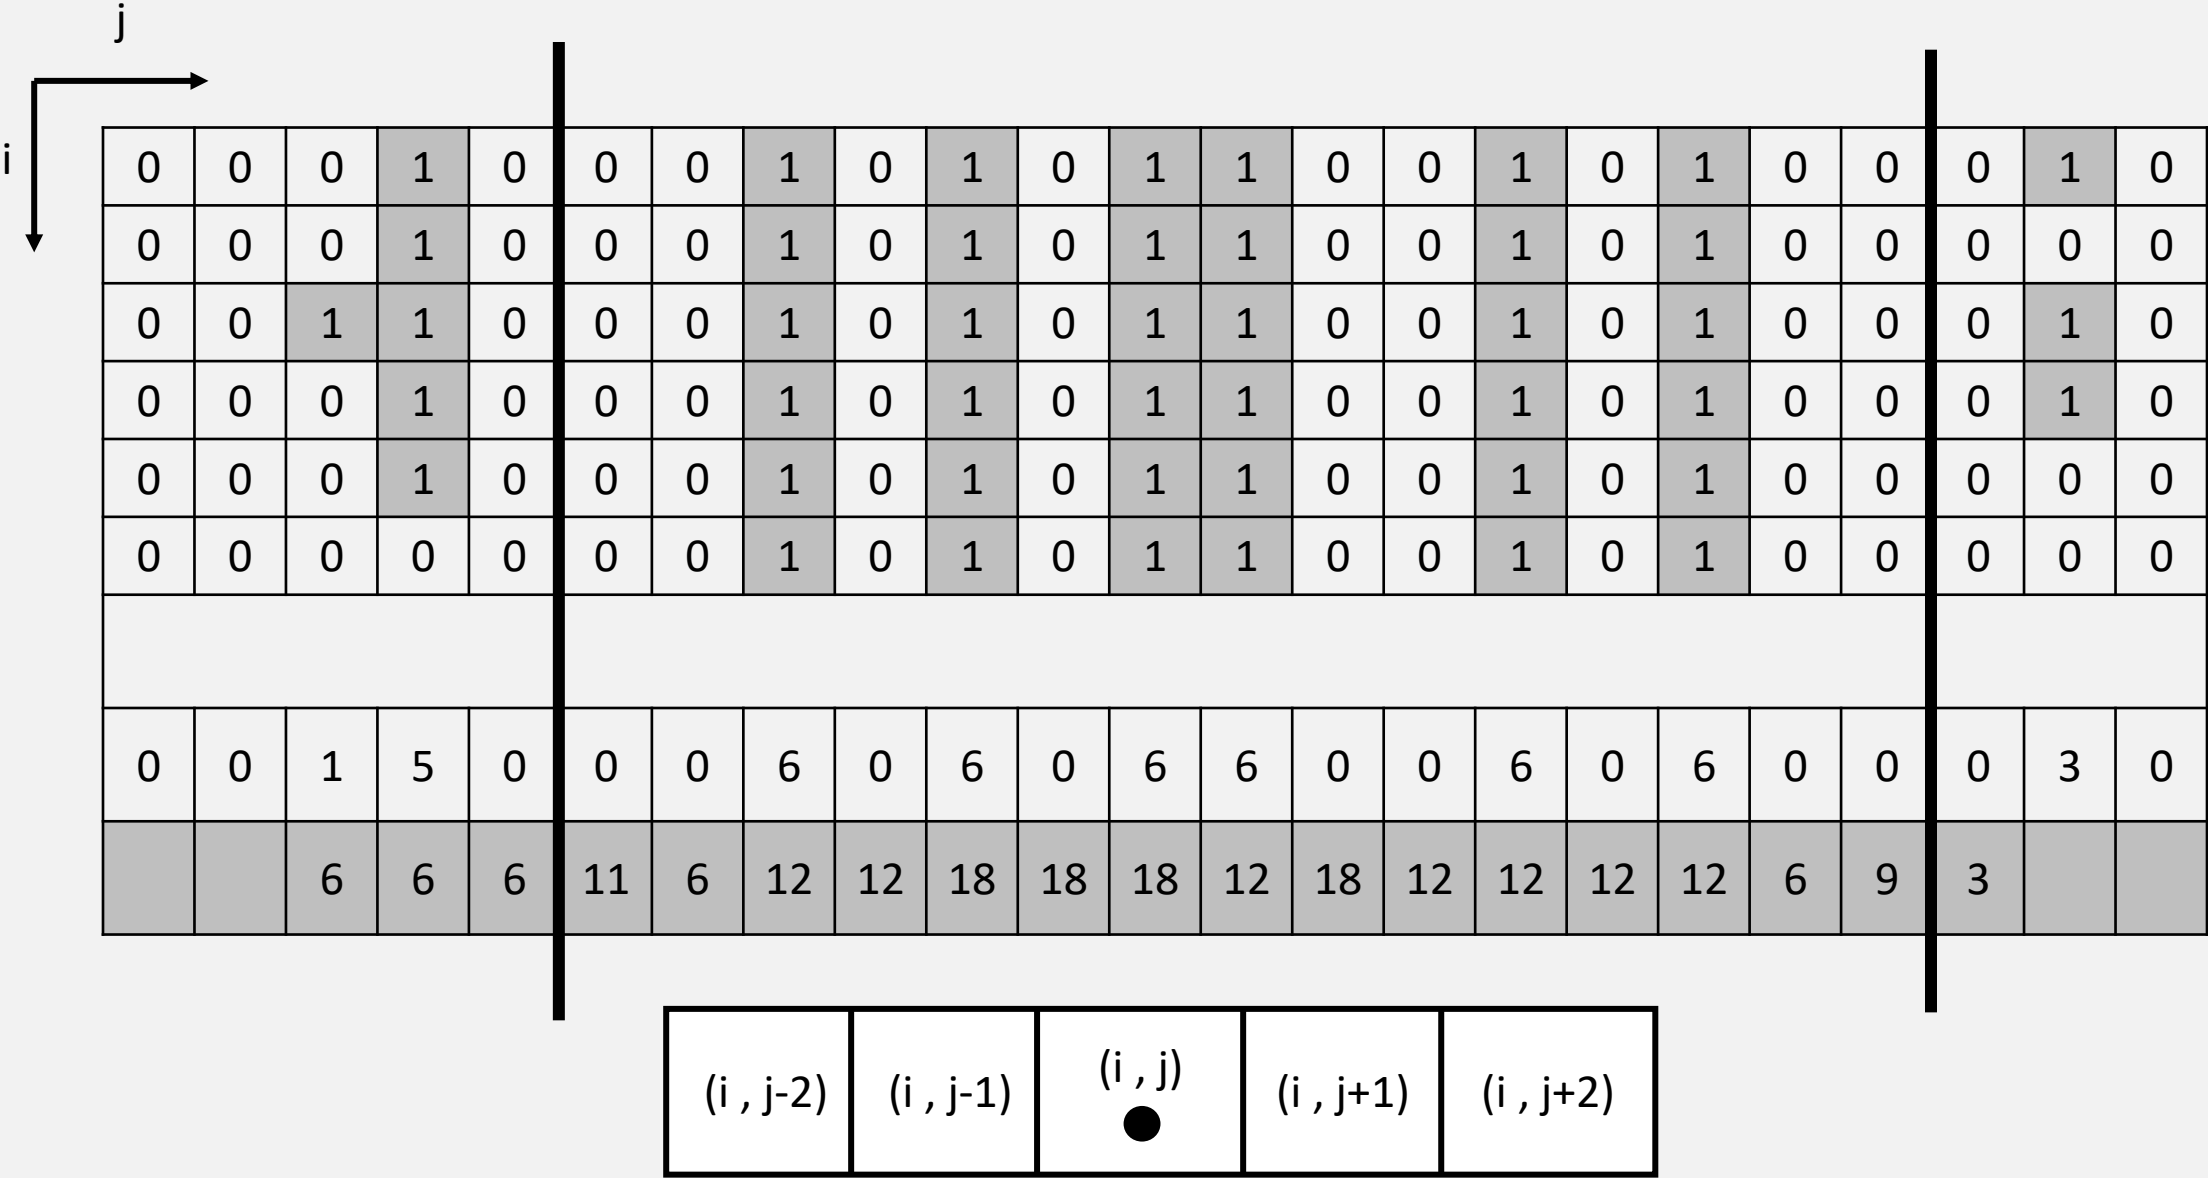 j
i
0 0 0 1 0 0 0 1 0 1 0 1 1 0 0 1 0 1 0 0 0 1 0
0 0 0 1 0 0 0 1 0 1 0 1 1 0 0 1 0 1 0 0 0 0 0
0 0 1 1 0 0 0 1 0 1 0 1 1 0 0 1 0 1 0 0 0 1 0
0 0 0 1 0 0 0 1 0 1 0 1 1 0 0 1 0 1 0 0 0 1 0
0 0 0 1 0 0 0 1 0 1 0 1 1 0 0 1 0 1 0 0 0 0 0
0 0 0 0 0 0 0 1 0 1 0 1 1 0 0 1 0 1 0 0 0 0 0
0 0 1 5 0 0 0 6 0 6 0 6 6 0 0 6 0 6 0 0 0 3 0
6 6 6 11 6 12 12 18 18 18 12 18 12 12 12 12 6 9 3
(i , j-2) (i , j-1) (i , j) (i , j+1) (i , j+2)